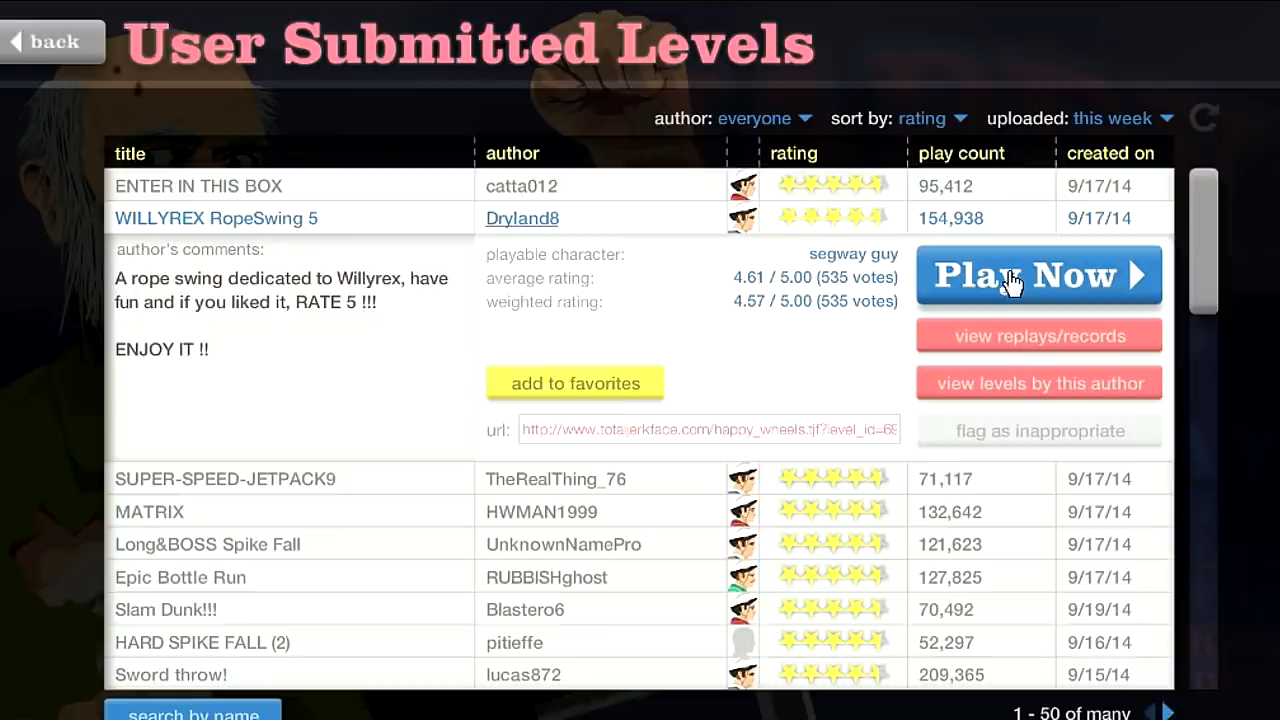 back
User Submitted Levels
author: everyone sort by: rating uploaded: this week
title author rating play count created on
ENTER IN THIS BOX catta012 95,412 9/17/14
WILLYREX RopeSwing 5 Dryland8 154,938 9/17/14
author's comments:
A rope swing dedicated to Willyrex, have
fun and if you liked it, RATE 5 !!!
ENJOY IT !!
playable character: segway guy
average rating: 4.61 / 5.00 (535 votes)
weighted rating: 4.57 / 5.00 (535 votes)
add to favorites
url: http://www.totaljerkface.com/happy_wheels.tjf?level_id=69
Play Now
view replays/records
view levels by this author
flag as inappropriate
SUPER-SPEED-JETPACK9 TheRealThing_76 71,117 9/17/14
MATRIX HWMAN1999 132,642 9/17/14
Long&BOSS Spike Fall UnknownNamePro 121,623 9/17/14
Epic Bottle Run RUBBISHghost 127,825 9/17/14
Slam Dunk!!! Blastero6 70,492 9/19/14
HARD SPIKE FALL (2) pitieffe 52,297 9/16/14
Sword throw! lucas872 209,365 9/15/14
search by name
1 - 50 of many